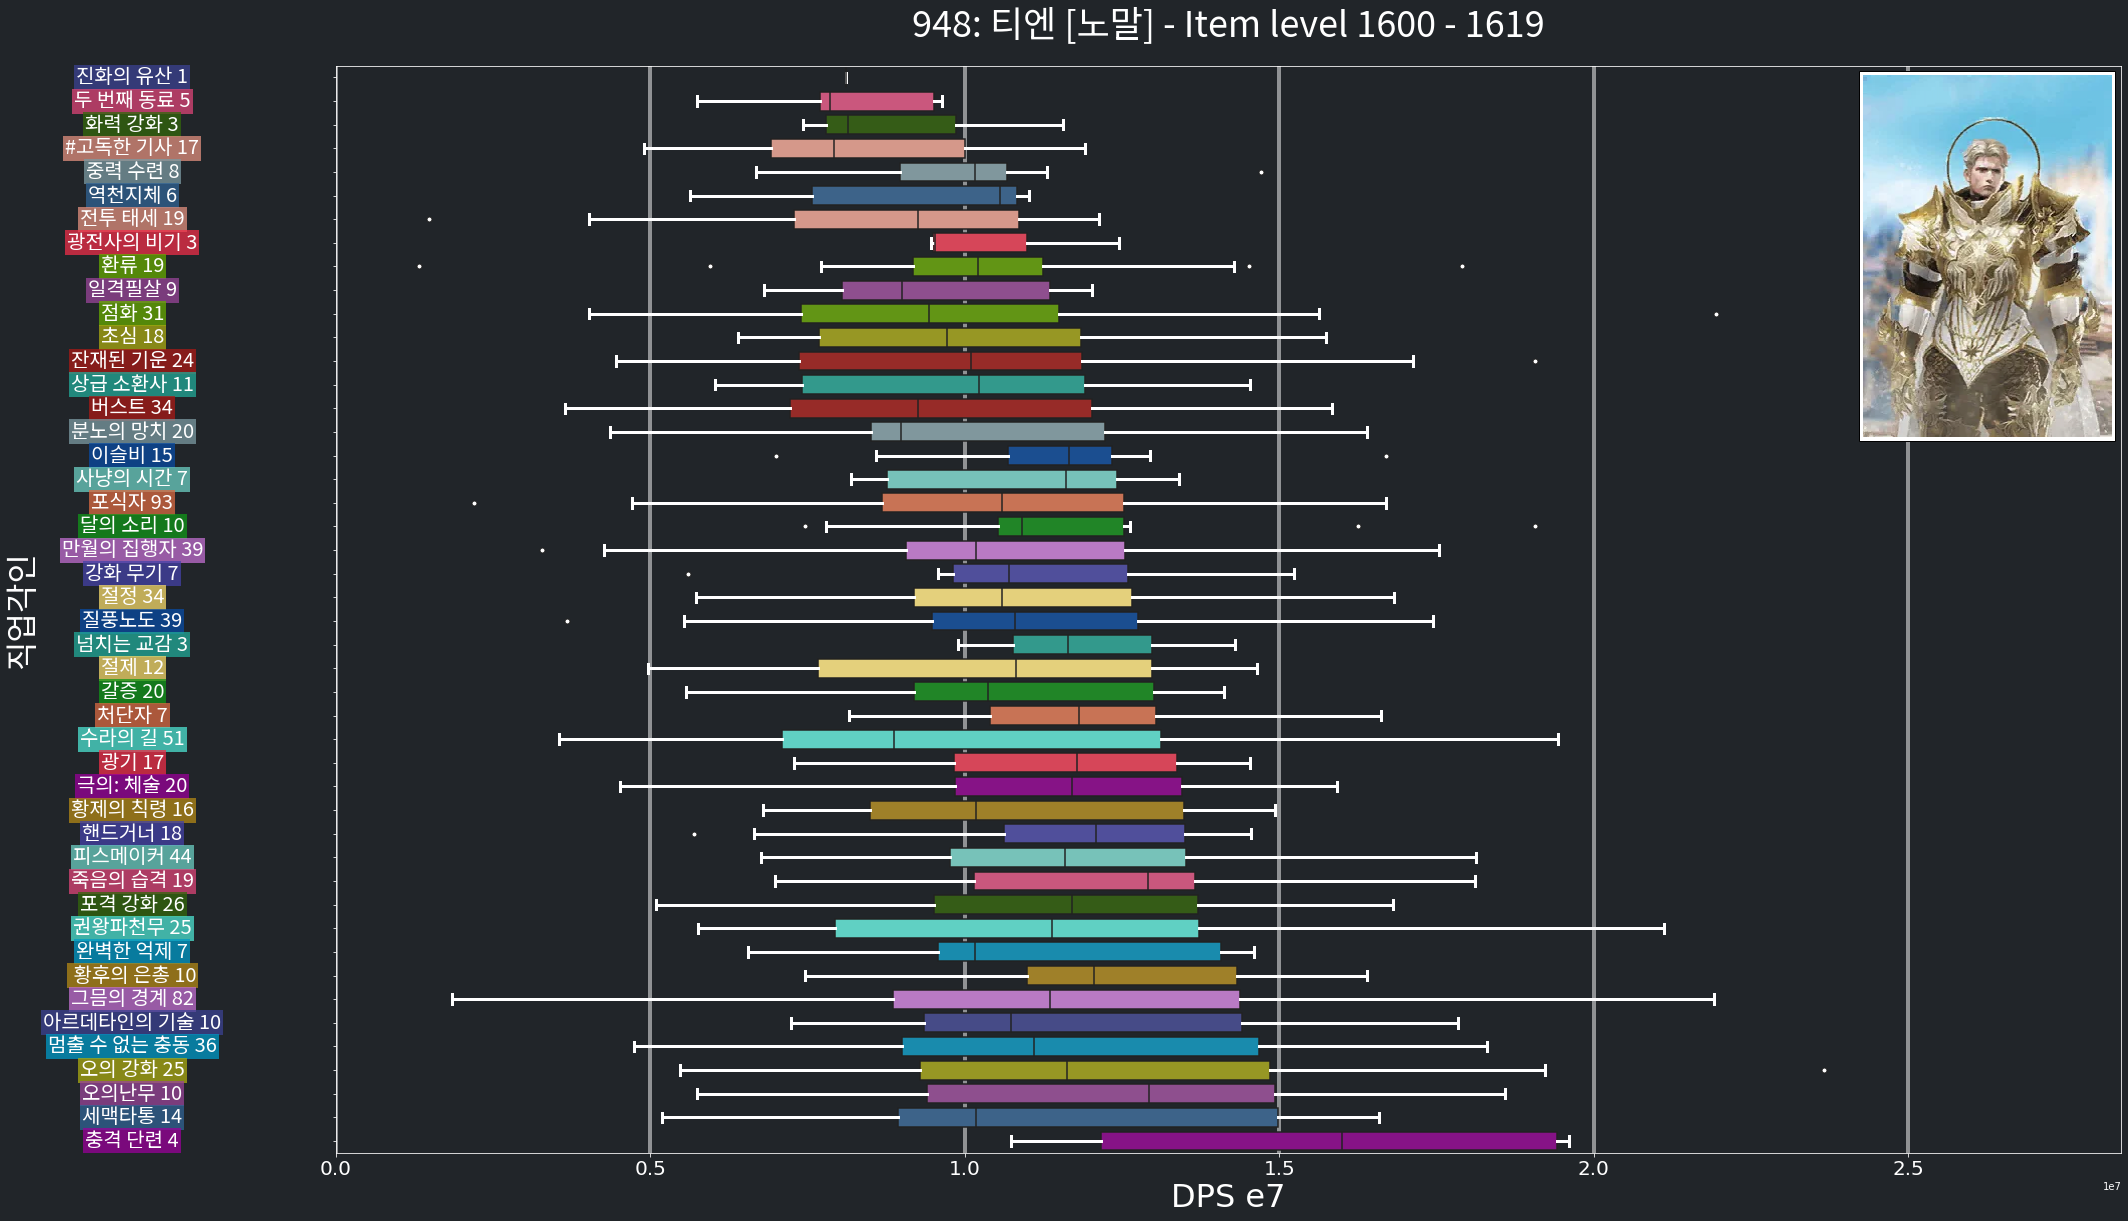 948: 티엔 [노말] - Item level 1600 - 1619
진화의 유산 1
두 번째 동료 5
화력 강화 3
#고독한 기사 17
중력 수련 8
역천지체 6
전투 태세 19
광전사의 비기 3
환류 19
일격필살 9
점화 31
초심 18
잔재된 기운 24
상급 소환사 11
버스트 34
분노의 망치 20
이슬비 15
사냥의 시간 7
포식자 93
달의 소리 10
만월의 집행자 39
강화 무기 7
절정 34
질풍노도 39
넘치는 교감 3
절제 12
갈증 20
처단자 7
수라의 길 51
광기 17
극의: 체술 20
황제의 칙령 16
핸드거너 18
피스메이커 44
죽음의 습격 19
포격 강화 26
권왕파천무 25
완벽한 억제 7
황후의 은총 10
그믐의 경계 82
아르데타인의 기술 10
멈출 수 없는 충동 36
오의 강화 25
오의난무 10
세맥타통 14
충격 단련 4
직업각인
0.0 0.5 1.0 1.5 2.0 2.5
1e7
DPS e7